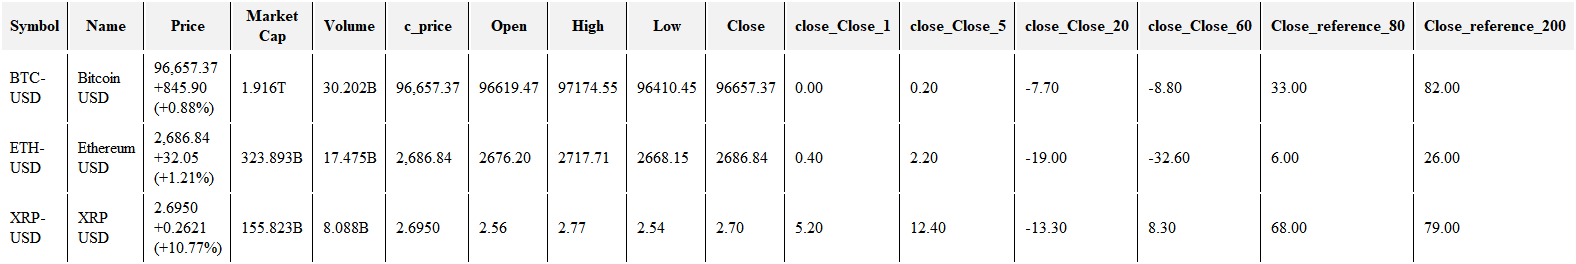 Symbol Name Price Market Cap Volume c_price Open High Low Close close_Close_1 close_Close_5 close_Close_20 close_Close_60 Close_reference_80 Close_reference_200
BTC-USD Bitcoin USD 96,657.37 +845.90 (+0.88%) 1.916T 30.202B 96,657.37 96619.47 97174.55 96410.45 96657.37 0.00 0.20 -7.70 -8.80 33.00 82.00
ETH-USD Ethereum USD 2,686.84 +32.05 (+1.21%) 323.893B 17.475B 2,686.84 2676.20 2717.71 2668.15 2686.84 0.40 2.20 -19.00 -32.60 6.00 26.00
XRP-USD XRP USD 2.6950 +0.2621 (+10.77%) 155.823B 8.088B 2.6950 2.56 2.77 2.54 2.70 5.20 12.40 -13.30 8.30 68.00 79.00